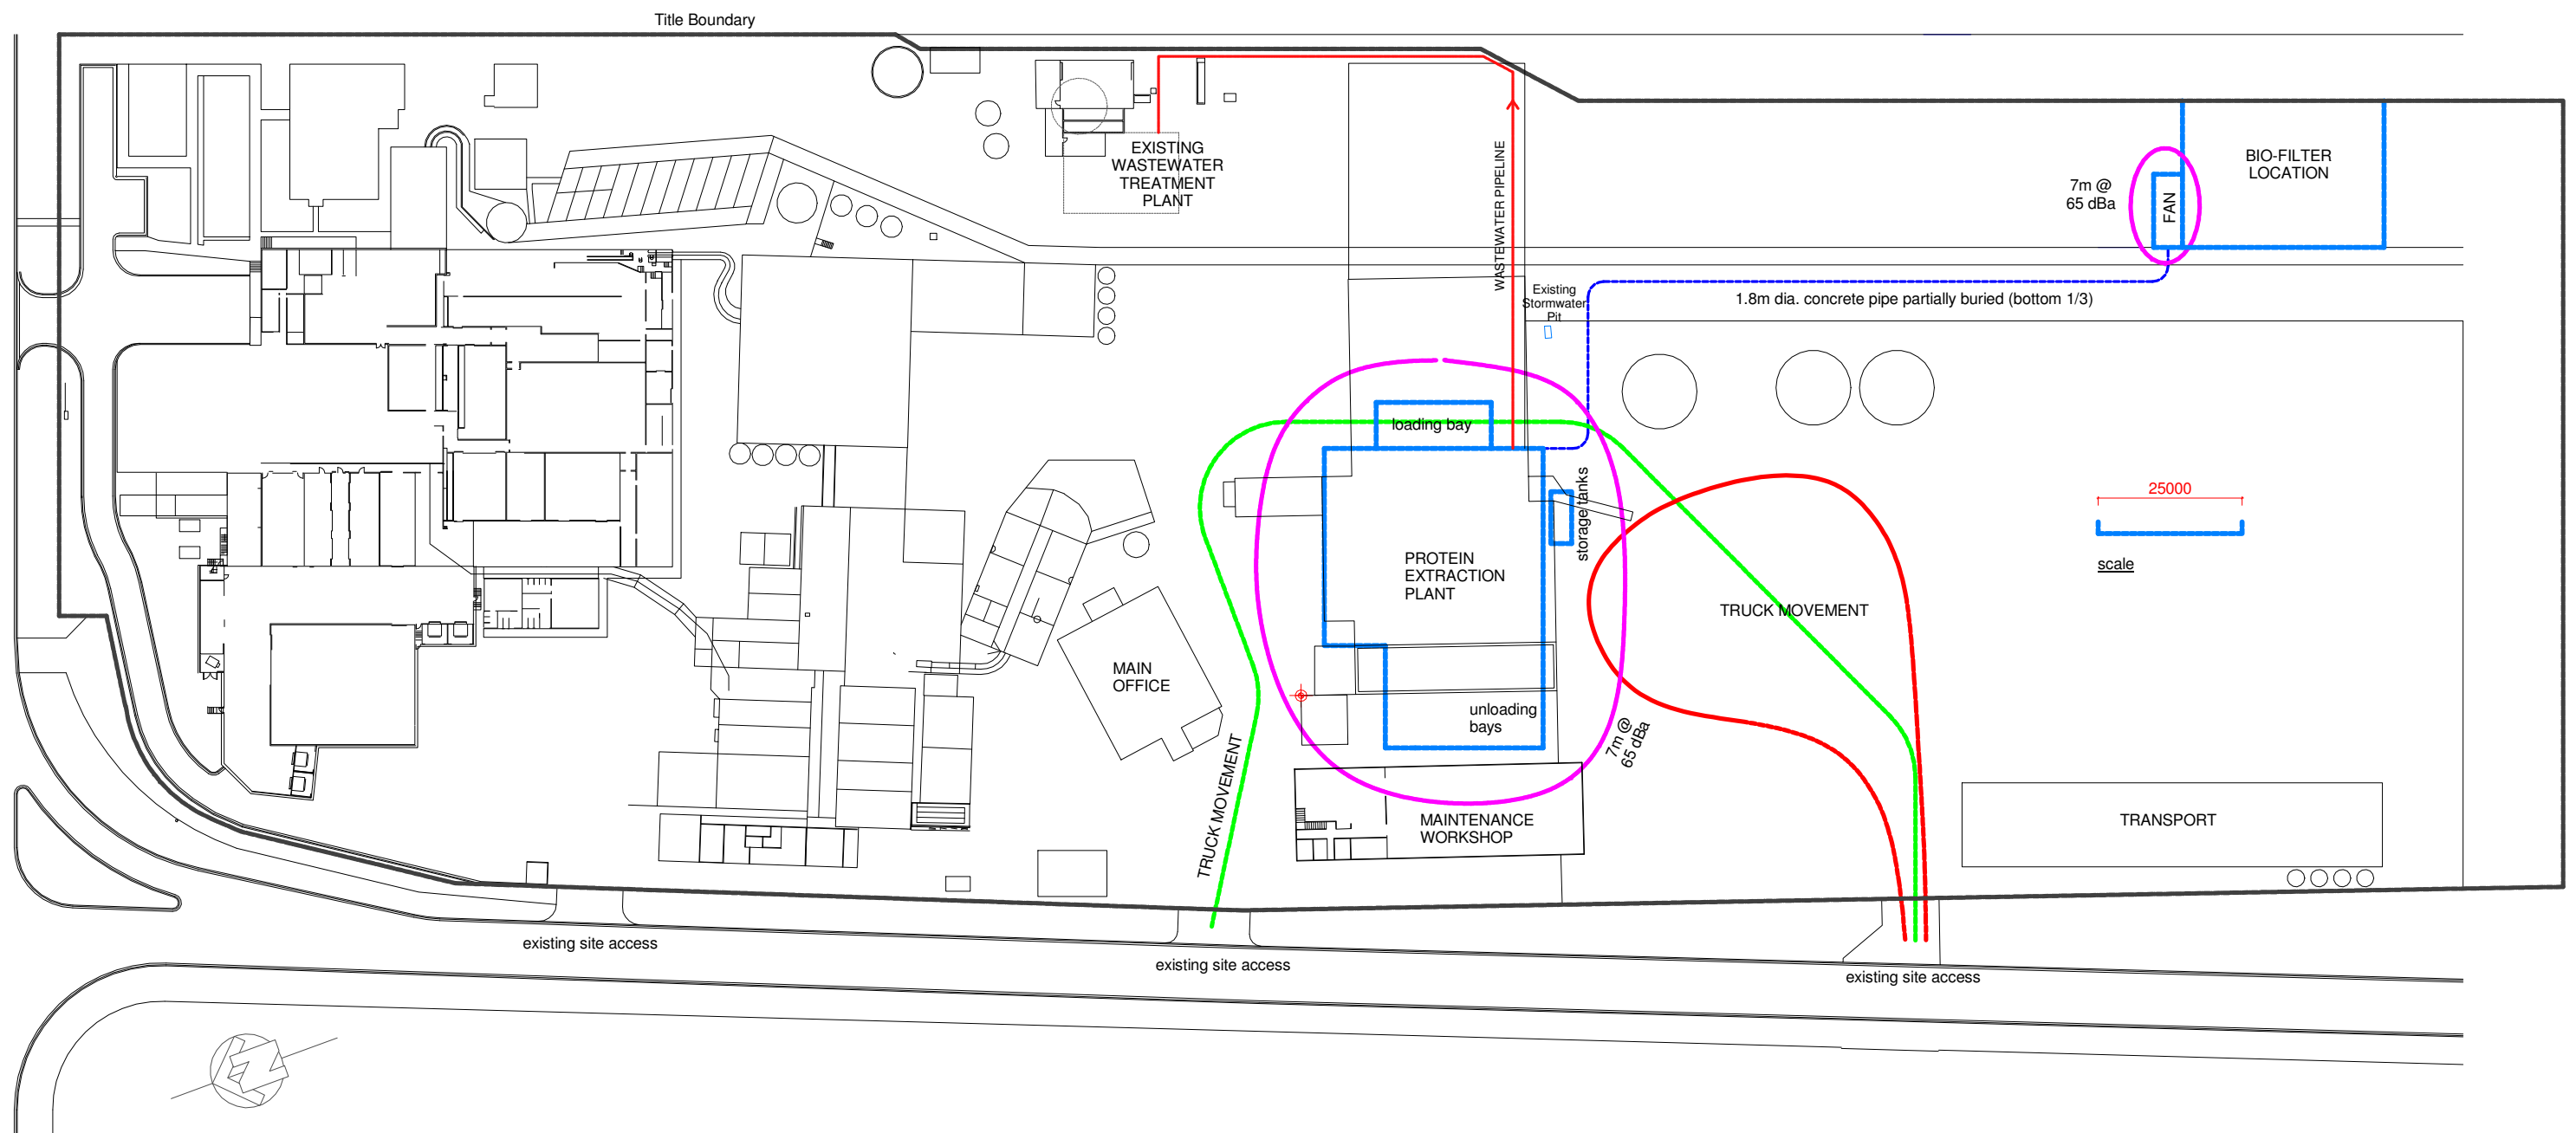 Title Boundary
EXISTING
WASTEWATER
TREATMENT
PLANT
WASTEWATER PIPELINE
7m @
65 dBa
FAN
BIO-FILTER
LOCATION
Existing
Stormwater
Pit
1.8m dia. concrete pipe partially buried (bottom 1/3)
loading bay
storage tanks
25000
scale
PROTEIN
EXTRACTION
PLANT
TRUCK MOVEMENT
MAIN
OFFICE
unloading
bays
7m @
65 dBa
TRUCK MOVEMENT
MAINTENANCE
WORKSHOP
TRANSPORT
existing site access
existing site access
existing site access